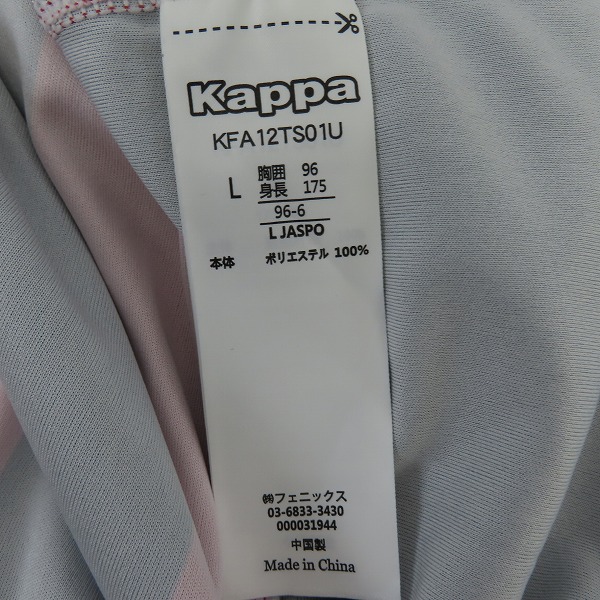 Kappa
KFA12TS01U
L 胸囲 96
身長 175
96-6
L JASPO
本体 ポリエステル 100%
㈱フェニックス
03-6833-3430
000031944
中国製
Made in China